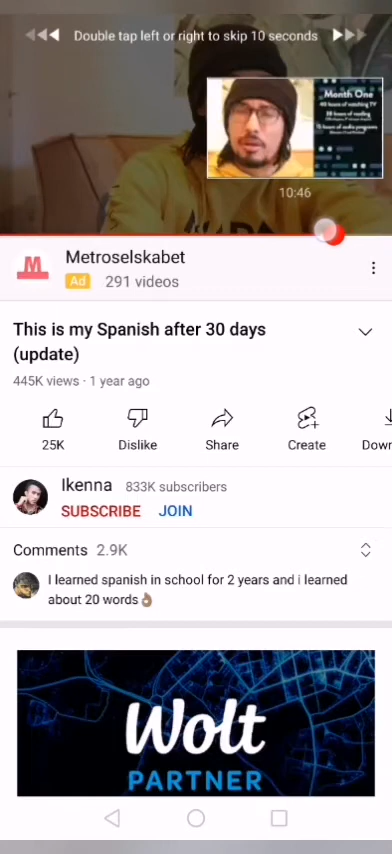 Double tap left or right to skip 10 seconds
Month One
10:46
M
Metroselskabet
Ad 291 videos
This is my Spanish after 30 days
(update)
445K views · 1 year ago
25K Dislike Share Create Down
Ikenna 833K subscribers
SUBSCRIBE JOIN
Comments 2.9K
I learned spanish in school for 2 years and i learned
about 20 words👌🏽
Wolt
PARTNER